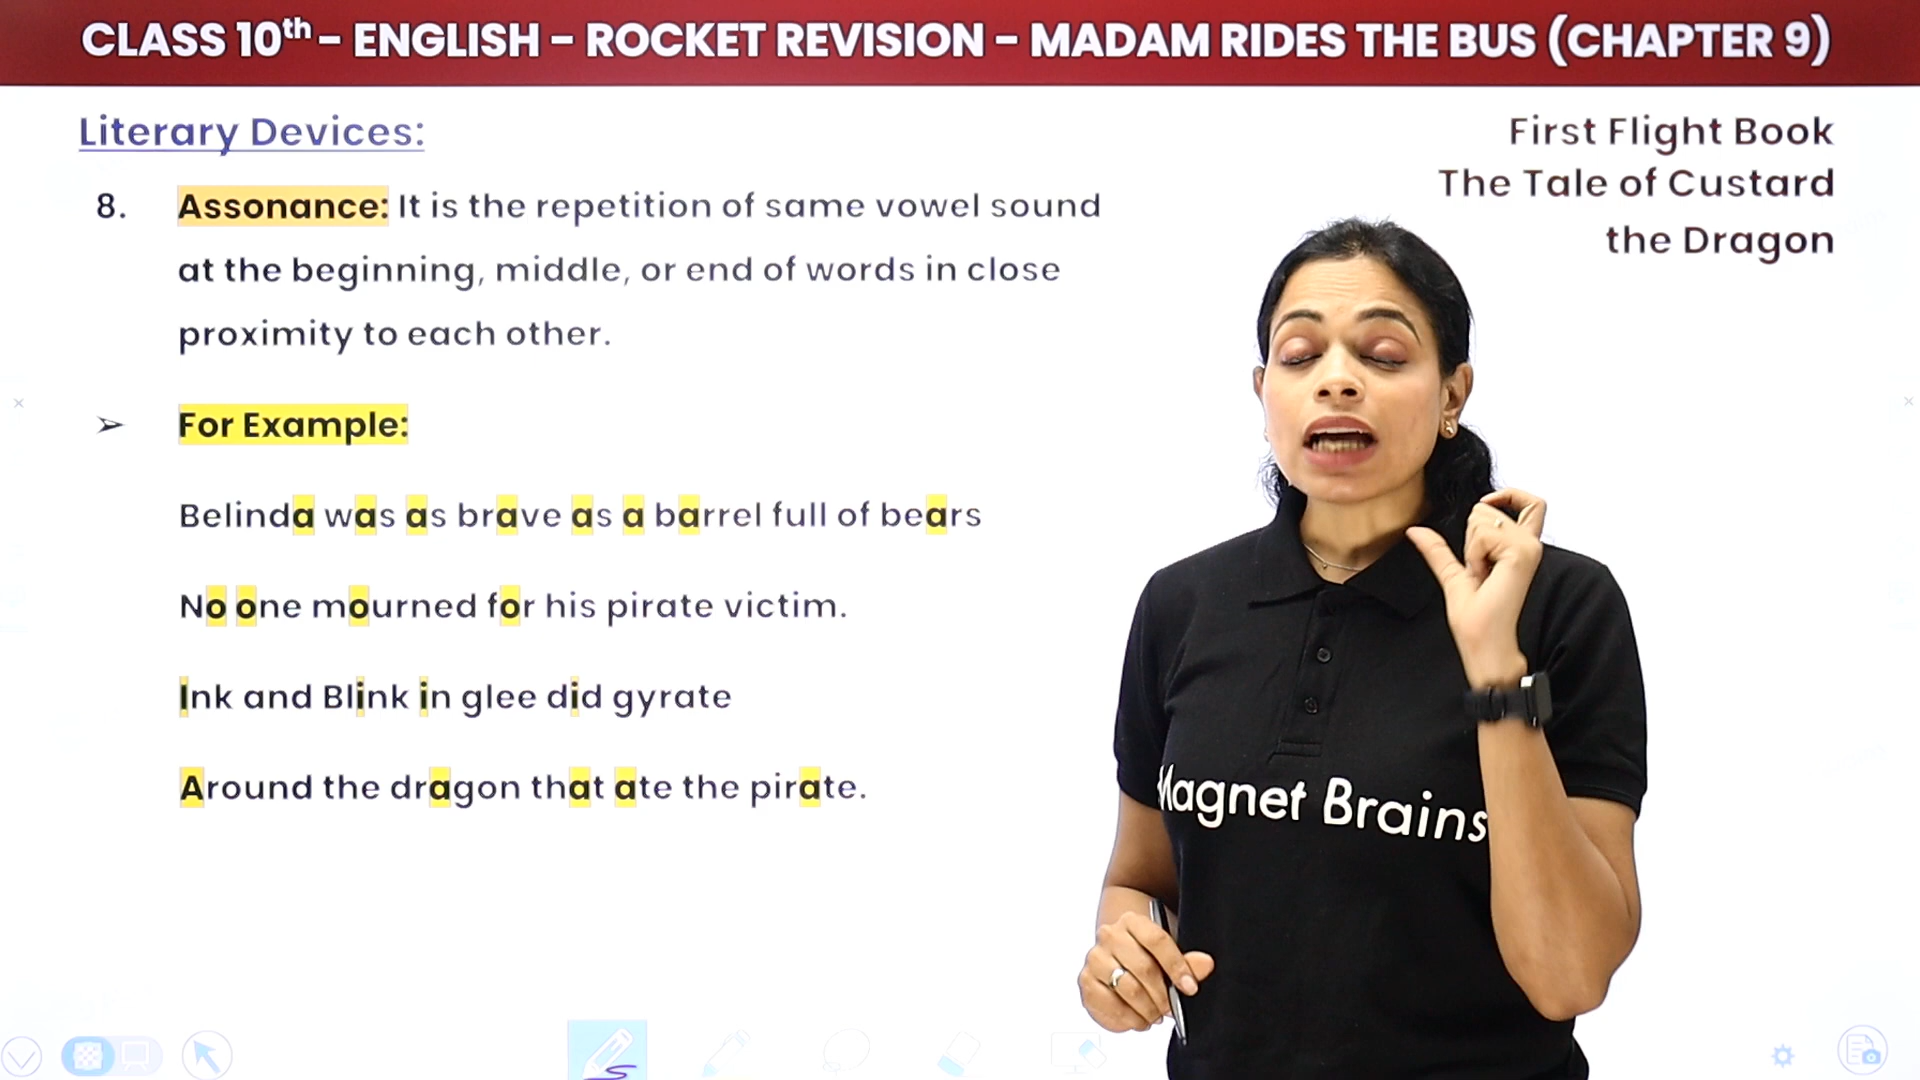 CLASS 10th - ENGLISH - ROCKET REVISION - MADAM RIDES THE BUS (CHAPTER 9)
Literary Devices:
First Flight Book
The Tale of Custard
the Dragon
8. Assonance: It is the repetition of same vowel sound
at the beginning, middle, or end of words in close
proximity to each other.
➢ For Example:
Belinda was as brave as a barrel full of bears
No one mourned for his pirate victim.
Ink and Blink in glee did gyrate
Around the dragon that ate the pirate.
Magnet Brains